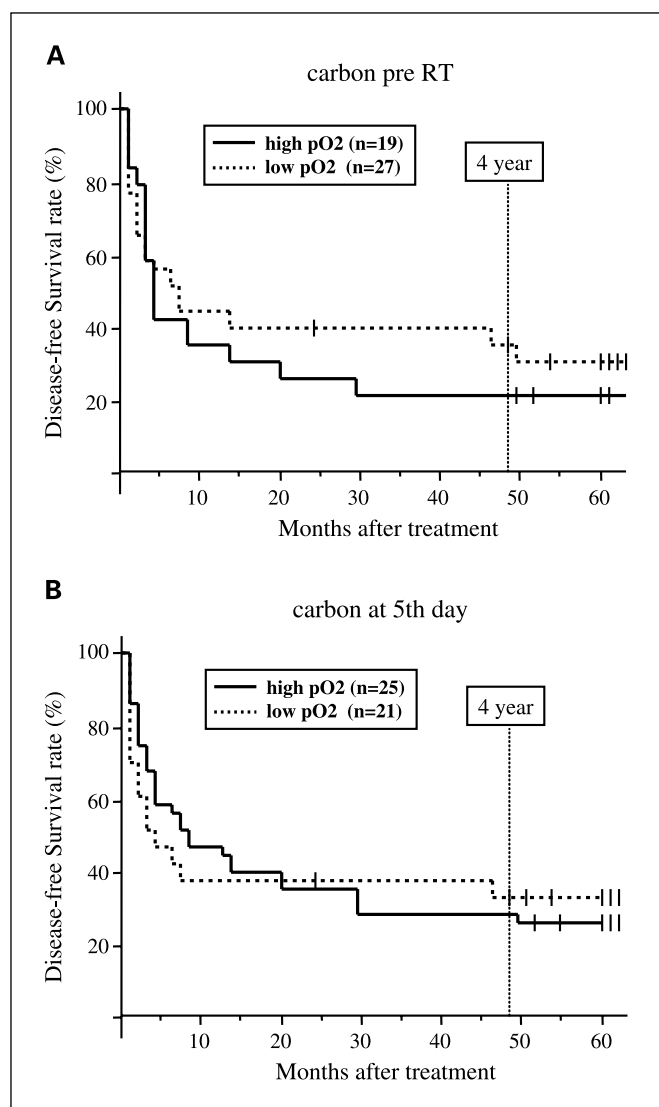 A
carbon pre RT
Disease-free Survival rate (%)
100
80
60
40
20
high pO2 (n=19)
low pO2 (n=27)
4 year
10 20 30 40 50 60
Months after treatment
B
carbon at 5th day
Disease-free Survival rate (%)
100
80
60
40
20
high pO2 (n=25)
low pO2 (n=21)
4 year
10 20 30 40 50 60
Months after treatment